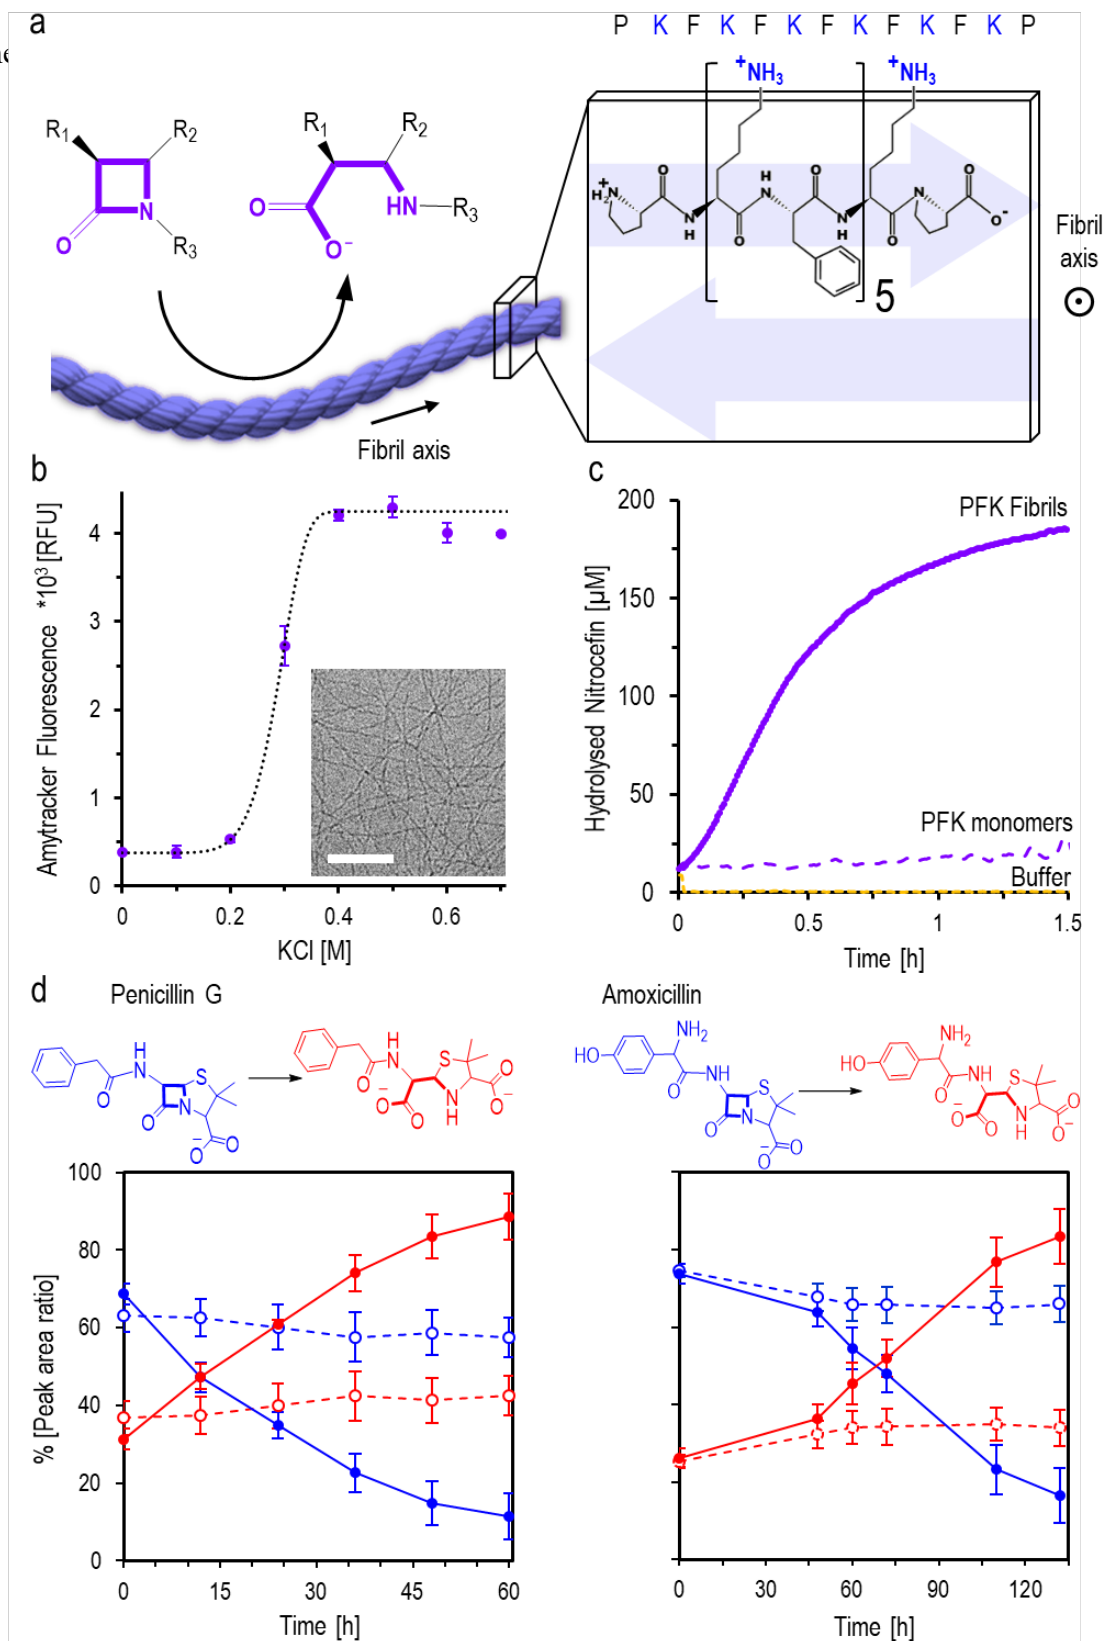 a
P K F K F K F K F K F K P
ne
+NH3 +NH3
R1 R2
N
O
R3
R1 R2
O
O-
HN R3
+
H2N
O
N
H
O
H
N
O
N
H
O
O
O-
5
Fibril
axis
Fibril axis
b
Amytracker Fluorescence *10³ [RFU]
4
3
2
1
0
0 0.2 0.4 0.6
KCl [M]
c
Hydrolysed Nitrocefin [µM]
200
150
100
50
0
PFK Fibrils
PFK monomers
Buffer
0 0.5 1 1.5
Time [h]
d
Penicillin G
Amoxicillin
H
N
O
S
O
N
O-
O
H
N
O
S
O-
O
N
H
O
O-
NH2
HO
O
NH
S
O
N
O-
O
NH2
HO
O
NH
S
O-
O
N
H
O
O-
% [Peak area ratio]
100
80
60
40
20
0
0 15 30 45 60
Time [h]
0 30 60 90 120
Time [h]